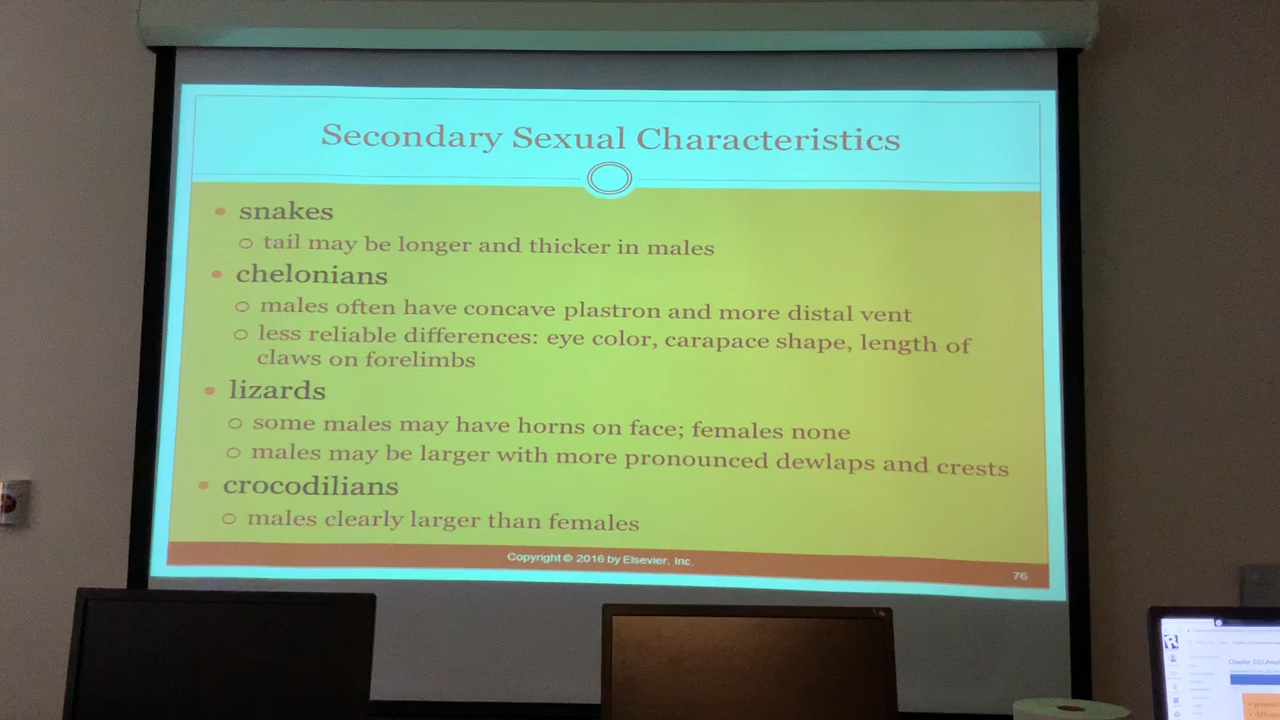 Secondary Sexual Characteristics
snakes
tail may be longer and thicker in males
chelonians
males often have concave plastron and more distal vent
less reliable differences: eye color, carapace shape, length of
claws on forelimbs
lizards
some males may have horns on face; females none
males may be larger with more pronounced dewlaps and crests
crocodilians
males clearly larger than females
Copyright © 2016 by Elsevier, Inc.
76